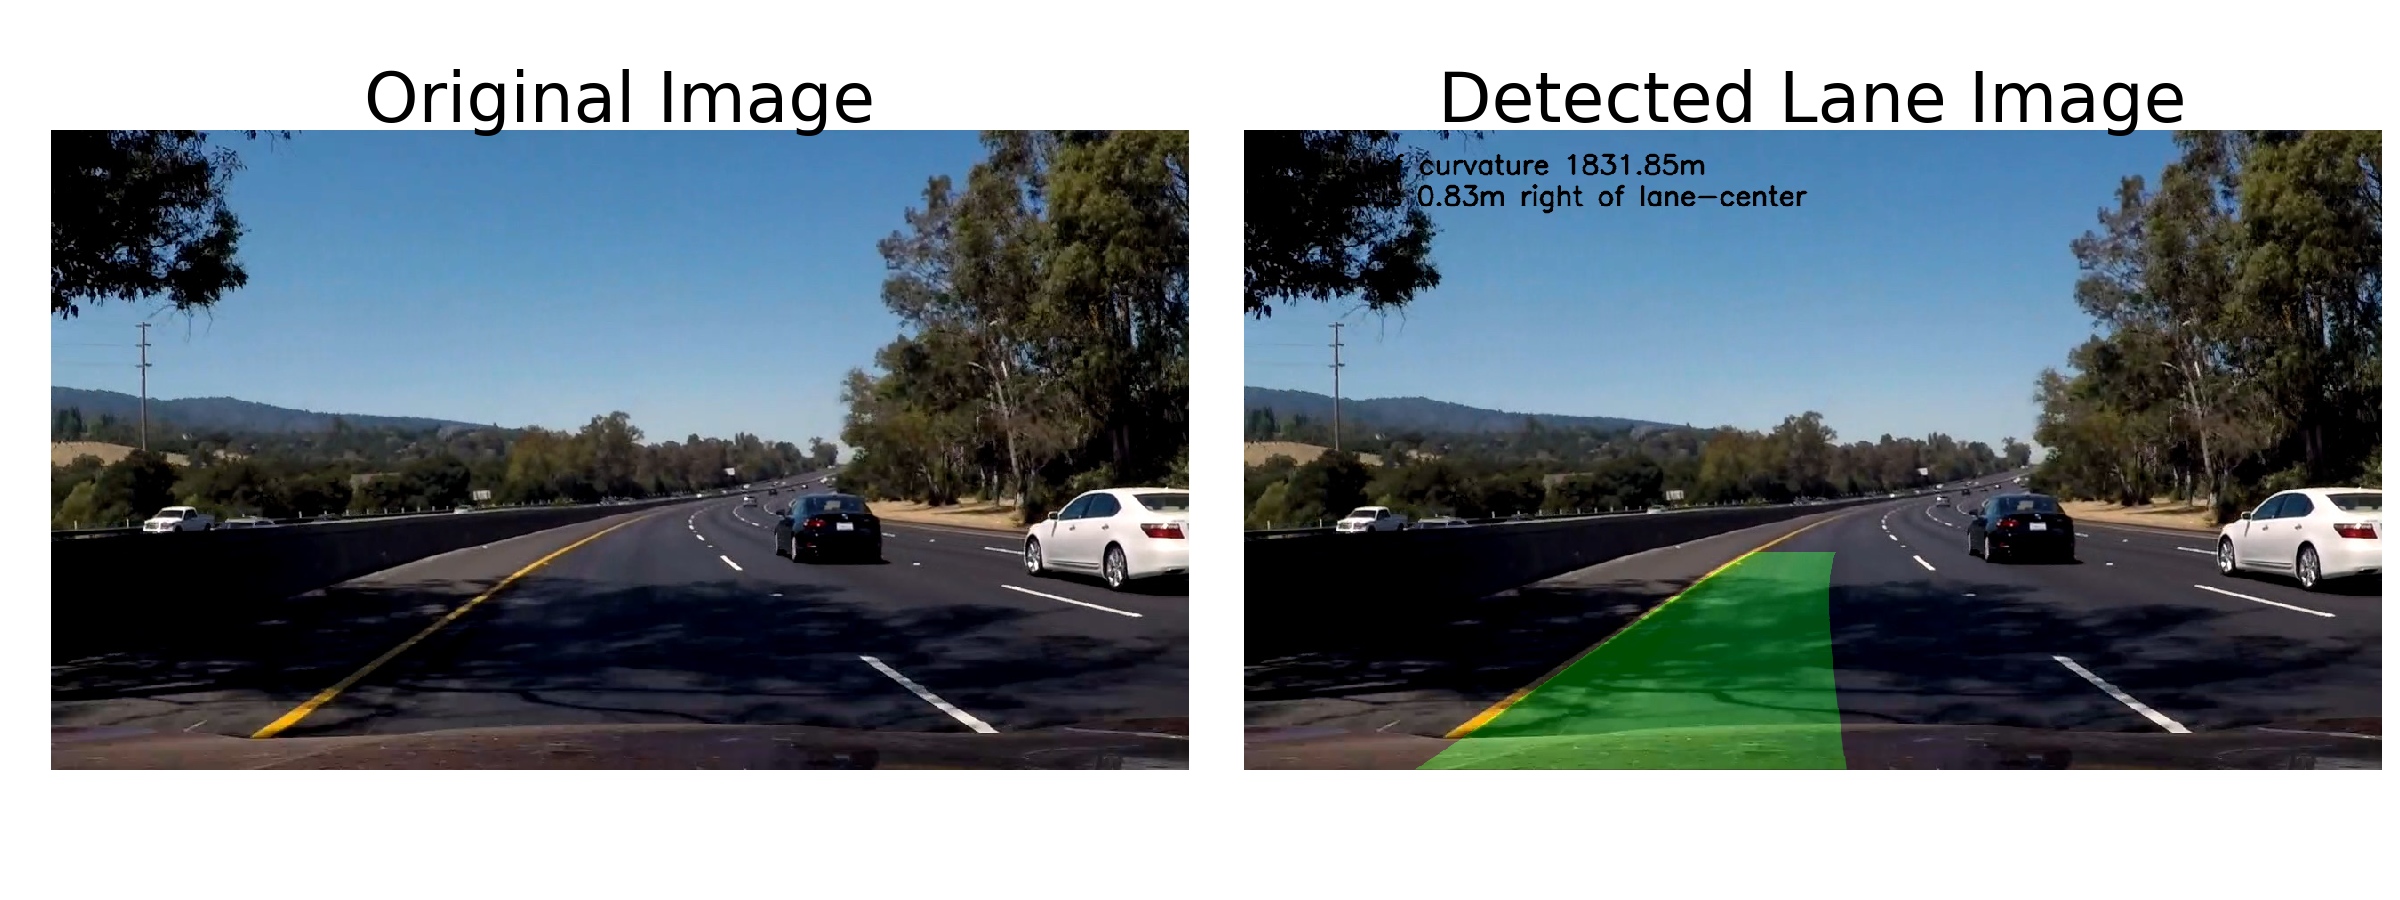 Original Image
Detected Lane Image
curvature 1831.85m
0.83m right of lane-center